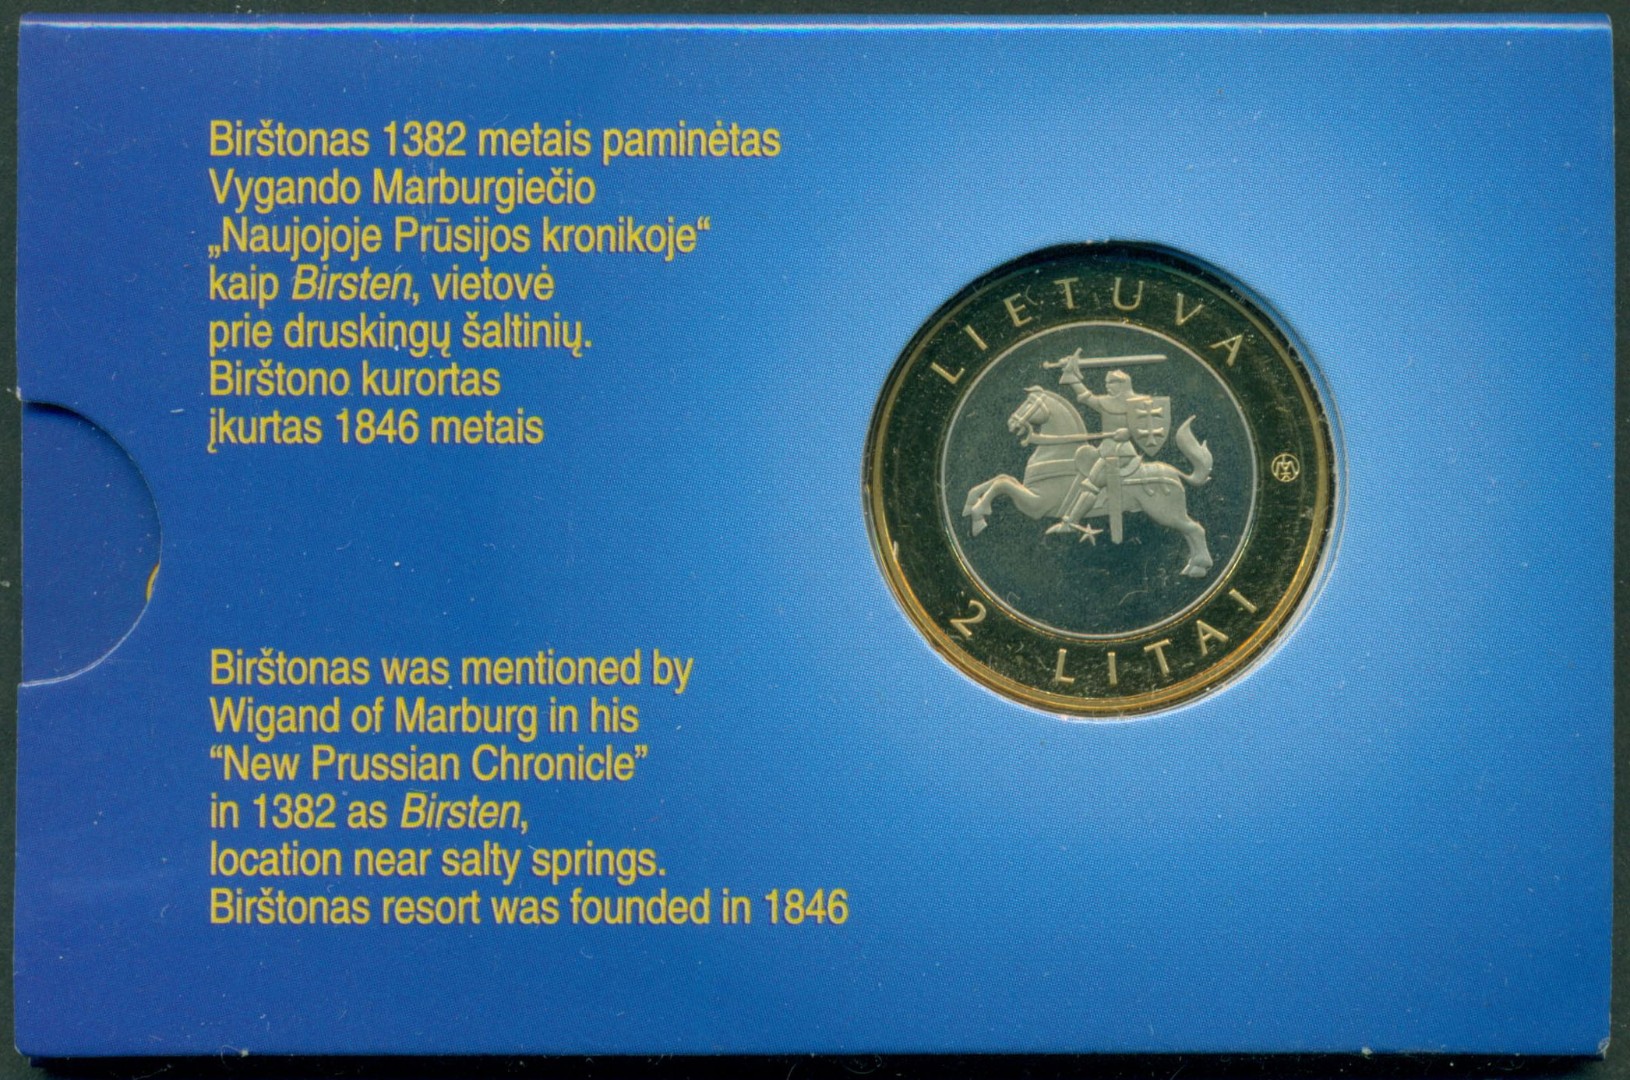 Birštonas 1382 metais paminėtas
Vygando Marburgiečio
„Naujojoje Prūsijos kronikoje“
kaip Birsten, vietovė
prie druskingų šaltinių.
Birštono kurortas
įkurtas 1846 metais
Birštonas was mentioned by
Wigand of Marburg in his
“New Prussian Chronicle”
in 1382 as Birsten,
location near salty springs.
Birštonas resort was founded in 1846
LIETUVA
2 LITAI